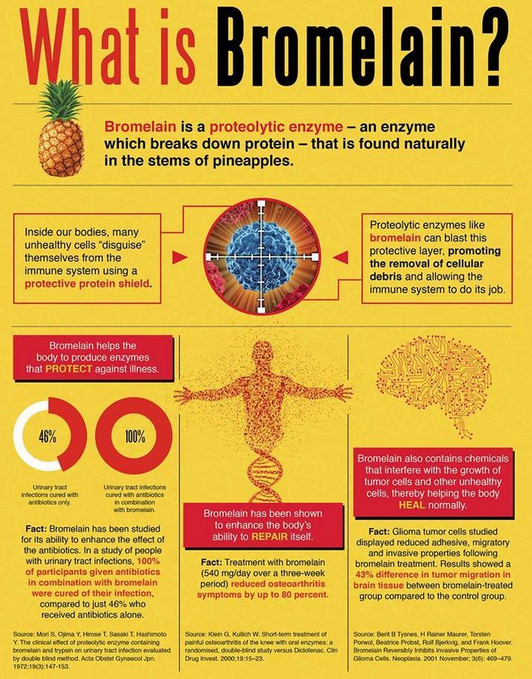 What is Bromelain?
Bromelain is a proteolytic enzyme – an enzyme
which breaks down protein – that is found naturally
in the stems of pineapples.
Inside our bodies, many
unhealthy cells “disguise”
themselves from the
immune system using a
protective protein shield.
Proteolytic enzymes like
bromelain can blast this
protective layer, promoting
the removal of cellular
debris and allowing the
immune system to do its job.
Bromelain helps the
body to produce enzymes
that PROTECT against illness.
46%
100%
Urinary tract
infections cured with
antibiotics only.
Urinary tract infections
cured with antibiotics
in combination
with bromelain.
Fact: Bromelain has been studied
for its ability to enhance the effect of
the antibiotics. In a study of people
with urinary tract infections, 100%
of participants given antibiotics
in combination with bromelain
were cured of their infection,
compared to just 46% who
received antibiotics alone.
Source: Mori S, Ojima Y, Hirose T, Sasaki T, Hashimoto
Y. The clinical effect of proteolytic enzyme containing
bromelain and trypsin on urinary tract infection evaluated
by double blind method. Acta Obstet Gynaecol Jpn.
1972;19(3):147-153.
Bromelain has been shown
to enhance the body’s
ability to REPAIR itself.
Fact: Treatment with bromelain
(540 mg/day over a three-week
period) reduced osteoarthritis
symptoms by up to 80 percent.
Source: Klein G, Kullich W. Short-term treatment of
painful osteoarthritis of the knee with oral enzymes: a
randomised, double-blind study versus Diclofenac. Clin
Drug Invest. 2000;19:15–23.
Bromelain also contains chemicals
that interfere with the growth of
tumor cells and other unhealthy
cells, thereby helping the body
HEAL normally.
Fact: Glioma tumor cells studied
displayed reduced adhesive, migratory
and invasive properties following
bromelain treatment. Results showed a
43% difference in tumor migration in
brain tissue between bromelain-treated
group compared to the control group.
Source: Berit B Tysnes, H Rainer Maurer, Torsten
Porwol, Beatrice Probst, Rolf Bjerkvig, and Frank Hoover.
Bromelain Reversibly Inhibits Invasive Properties of
Glioma Cells. Neoplasia. 2001 November; 3(6): 469–479.